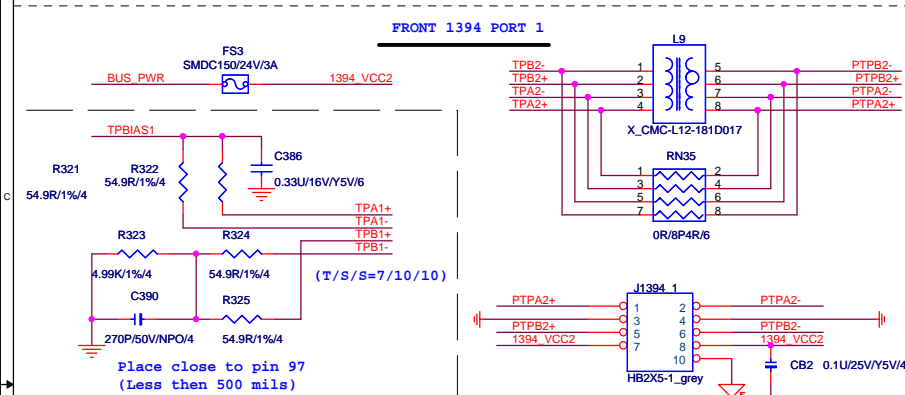 FRONT 1394 PORT 1
FS3
SMDC150/24V/3A
BUS_PWR
1394_VCC2
L9
TPB2-
TPB2+
TPA2-
TPA2+
1
2
3
4
5
6
7
8
PTPB2-
PTPB2+
PTPA2-
PTPA2+
X_CMC-L12-181D017
RN35
1
3
5
7
2
4
6
8
0R/8P4R/6
TPBIAS1
R321
54.9R/1%/4
R322
54.9R/1%/4
C386
0.33U/16V/Y5V/6
C
TPA1+
TPA1-
TPB1+
TPB1-
R323
4.99K/1%/4
R324
54.9R/1%/4
(T/S/S=7/10/10)
C390
270P/50V/NPO/4
R325
54.9R/1%/4
Place close to pin 97
(Less then 500 mils)
J1394_1
PTPA2+
PTPB2+
1394_VCC2
1
3
5
7
2
4
6
8
10
PTPA2-
PTPB2-
1394_VCC2
HB2X5-1_grey
CB2
0.1U/25V/Y5V/4